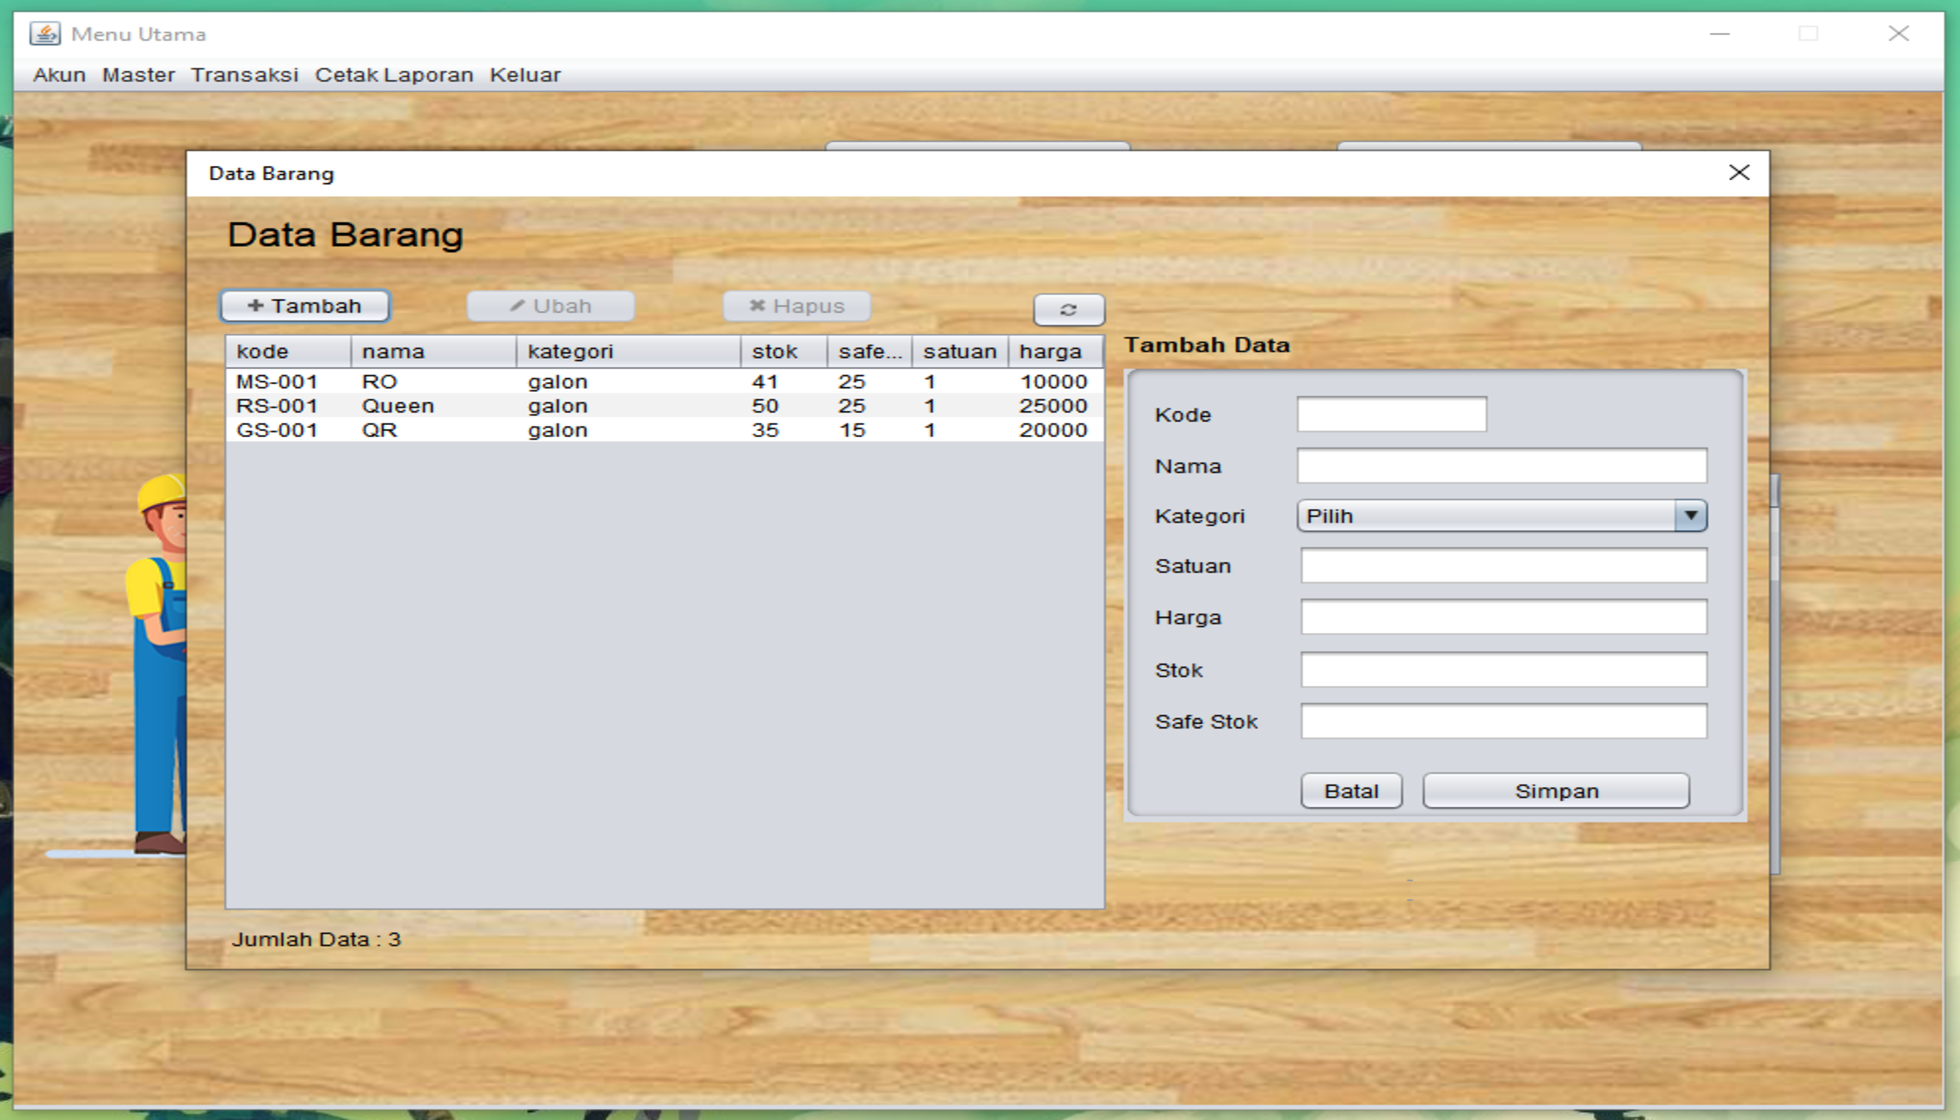 Menu Utama
Akun Master Transaksi Cetak Laporan Keluar
Data Barang
Data Barang
Tambah Ubah Hapus
kode nama kategori stok safe... satuan harga
MS-001 RO galon 41 25 1 10000
RS-001 Queen galon 50 25 1 25000
GS-001 QR galon 35 15 1 20000
Jumlah Data : 3
Tambah Data
Kode
Nama
Kategori Pilih
Satuan
Harga
Stok
Safe Stok
Batal Simpan